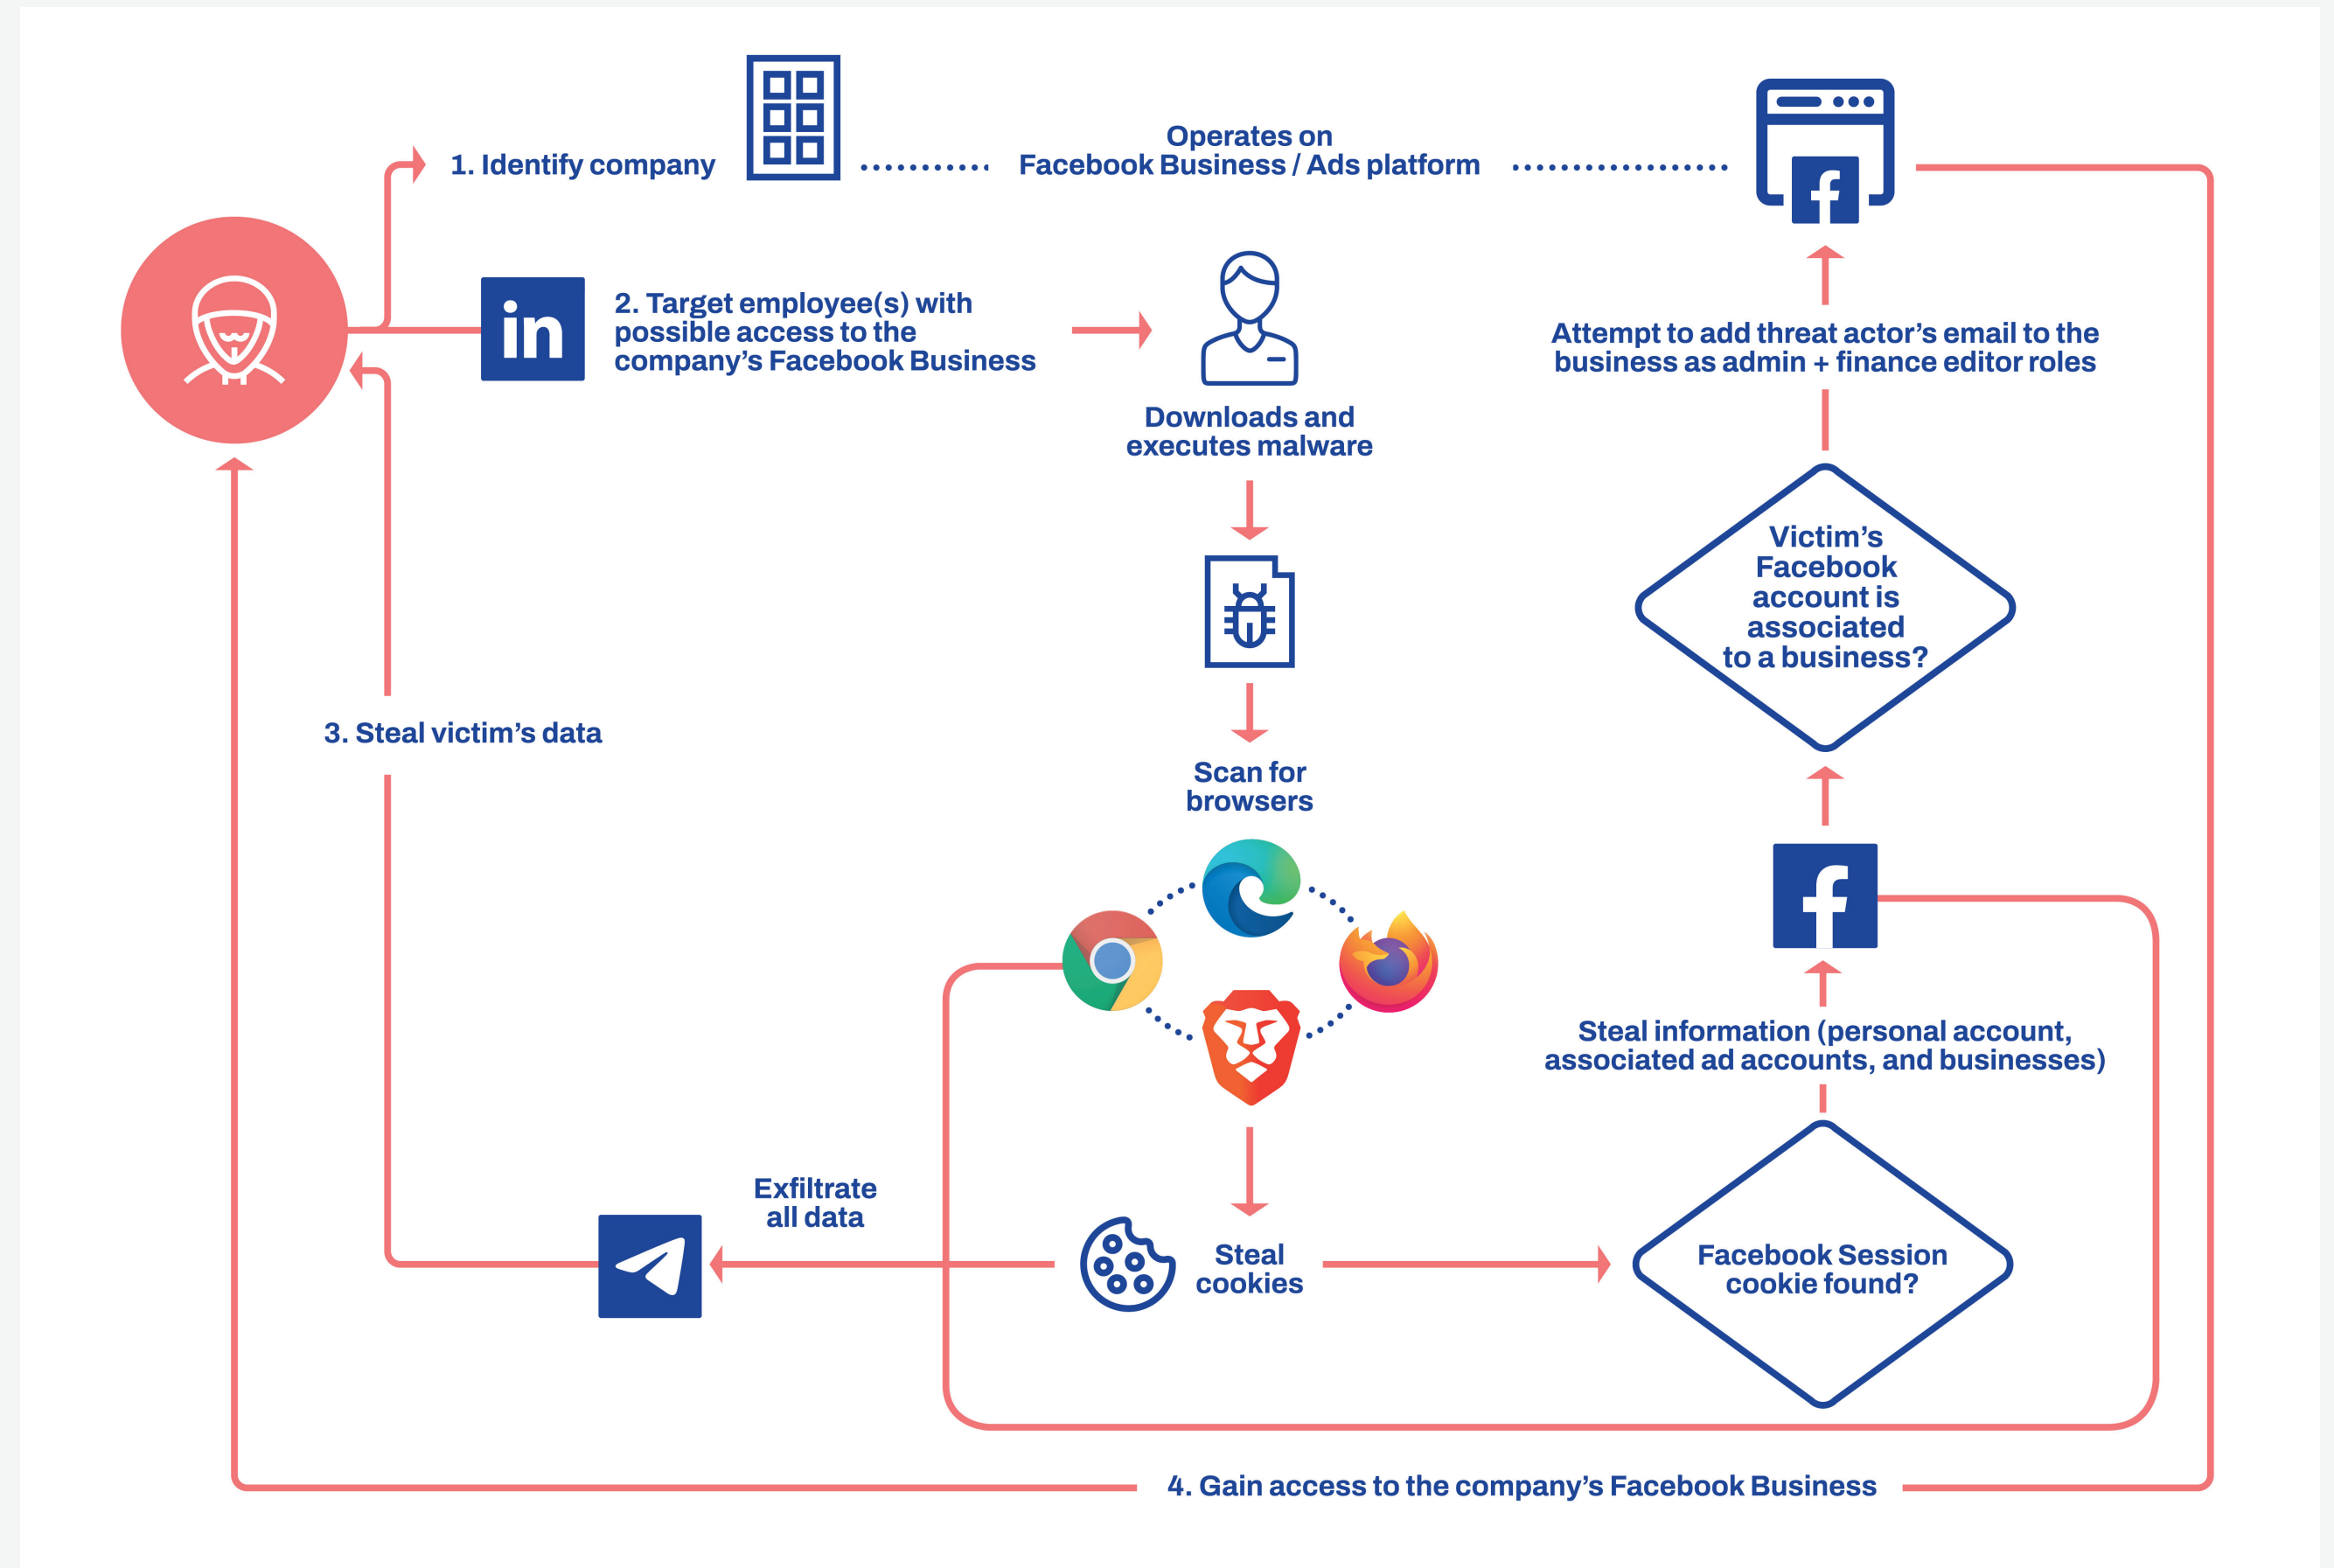 1. Identify company
Operates on
Facebook Business / Ads platform
in
2. Target employee(s) with
possible access to the
company’s Facebook Business
Downloads and
executes malware
Attempt to add threat actor’s email to the
business as admin + finance editor roles
Victim’s
Facebook
account is
associated
to a business?
3. Steal victim’s data
Scan for
browsers
Steal information (personal account,
associated ad accounts, and businesses)
Exfiltrate
all data
Steal
cookies
Facebook Session
cookie found?
4. Gain access to the company’s Facebook Business